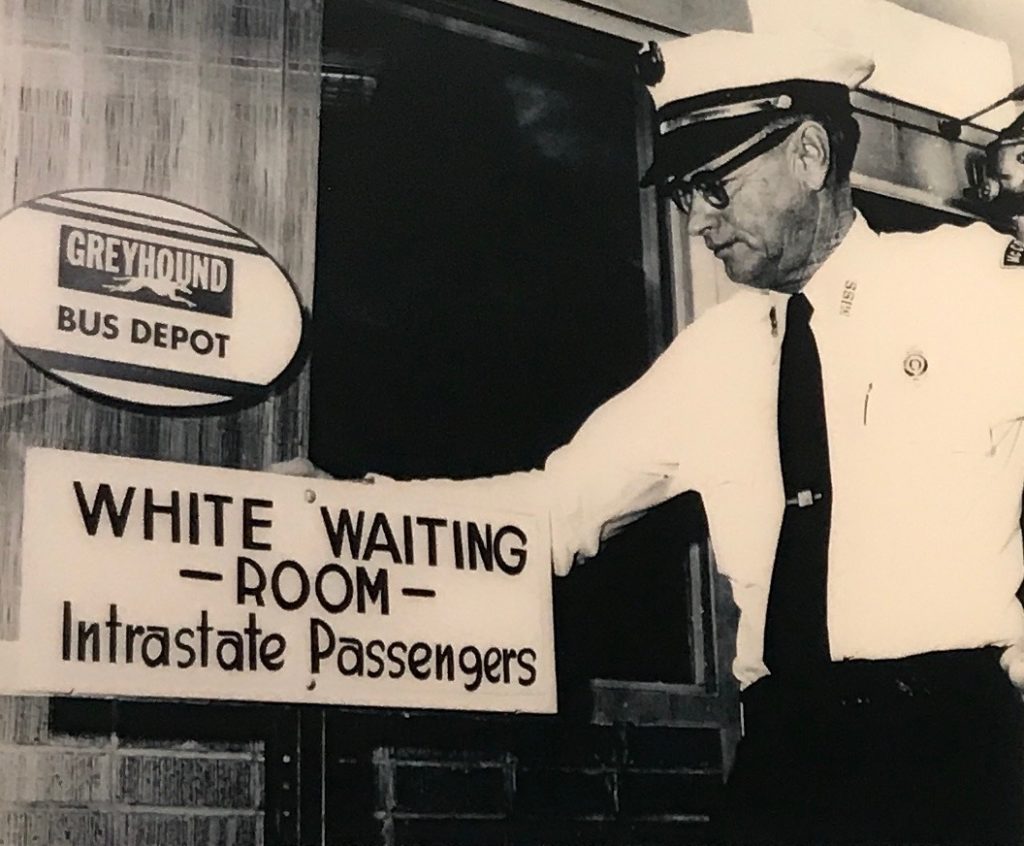 GREYHOUND
BUS DEPOT
WHITE WAITING
- ROOM -
Intrastate Passengers